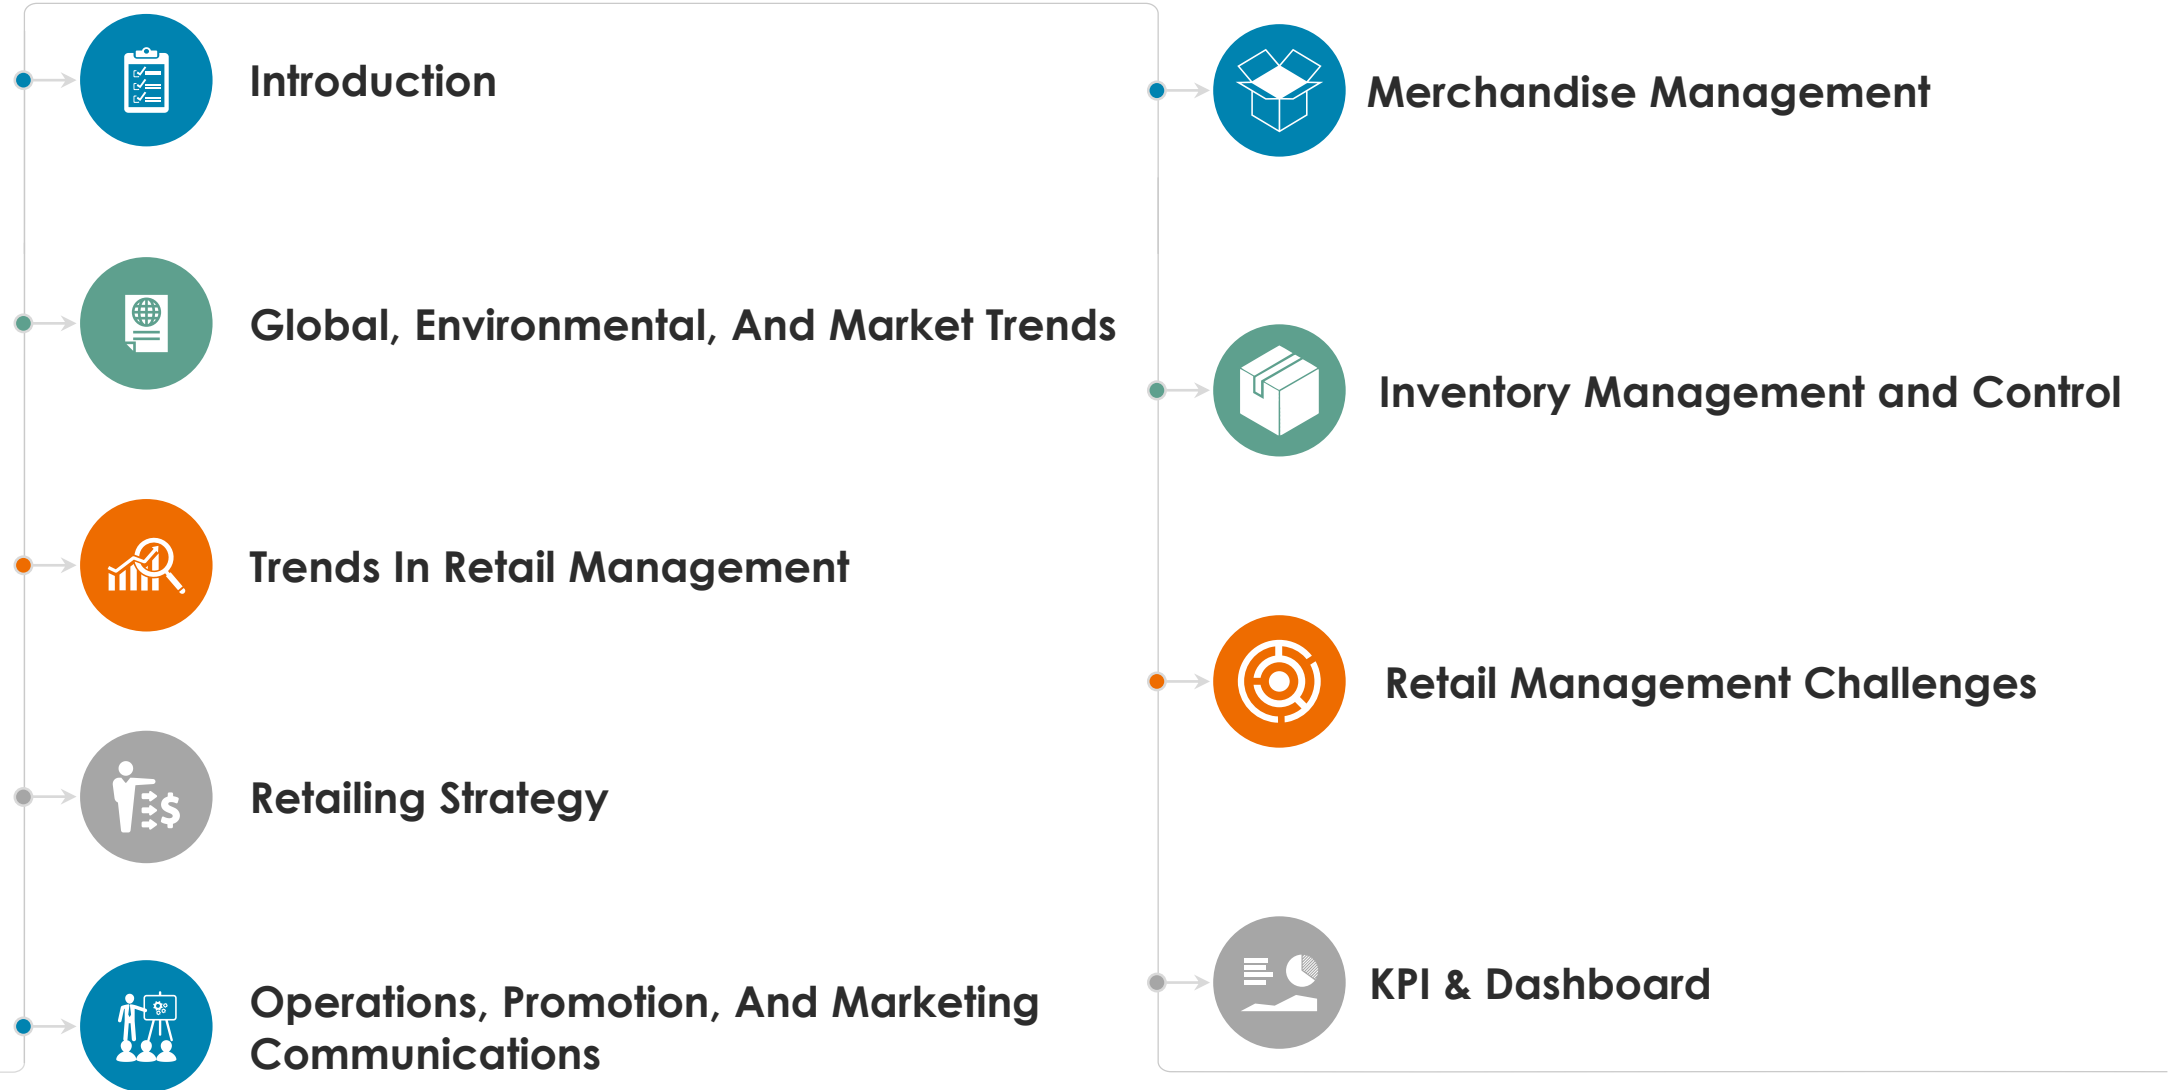 Introduction
Global, Environmental, And Market Trends
Trends In Retail Management
Retailing Strategy
Operations, Promotion, And Marketing
Communications
Merchandise Management
Inventory Management and Control
Retail Management Challenges
KPI & Dashboard